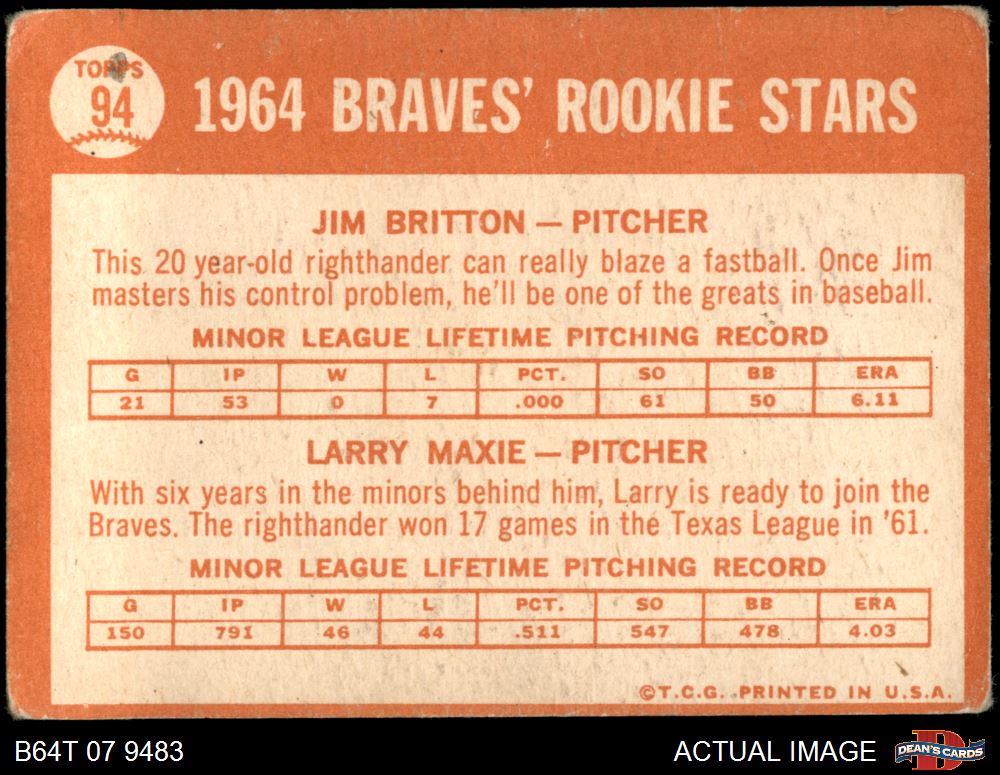 TOPPS
94
1964 BRAVES' ROOKIE STARS
JIM BRITTON — PITCHER
This 20 year-old righthander can really blaze a fastball. Once Jim
masters his control problem, he'll be one of the greats in baseball.
MINOR LEAGUE LIFETIME PITCHING RECORD
G IP W L PCT. SO BB ERA
21 53 0 7 .000 61 50 6.11
LARRY MAXIE — PITCHER
With six years in the minors behind him, Larry is ready to join the
Braves. The righthander won 17 games in the Texas League in '61.
MINOR LEAGUE LIFETIME PITCHING RECORD
G IP W L PCT. SO BB ERA
150 791 46 44 .511 547 478 4.03
©T.C.G. PRINTED IN U.S.A.
B64T 07 9483
ACTUAL IMAGE
D
DEAN'S CARDS